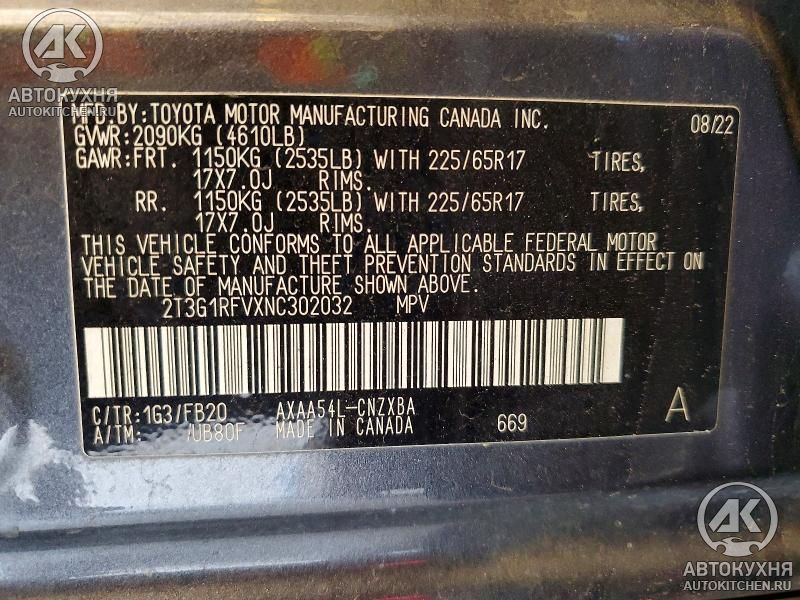 АК
АВТОКУХНЯ
AUTOKITCHEN.RU
MFD BY: TOYOTA MOTOR MANUFACTURING CANADA INC. 08/22
GVWR: 2090KG (4610LB)
GAWR: FRT. 1150KG (2535LB) WITH 225/65R17 TIRES,
17X7.0J RIMS.
RR. 1150KG (2535LB) WITH 225/65R17 TIRES,
17X7.0J RIMS.
THIS VEHICLE CONFORMS TO ALL APPLICABLE FEDERAL MOTOR
VEHICLE SAFETY AND THEFT PREVENTION STANDARDS IN EFFECT ON
THE DATE OF MANUFACTURE SHOWN ABOVE.
2T3G1RFVXNC302032 MPV
C/TR: 1G3/FB20 AXAA54L-CNZXBA A
A/TM: /UB80F MADE IN CANADA 669
АК
АВТОКУХНЯ
AUTOKITCHEN.RU